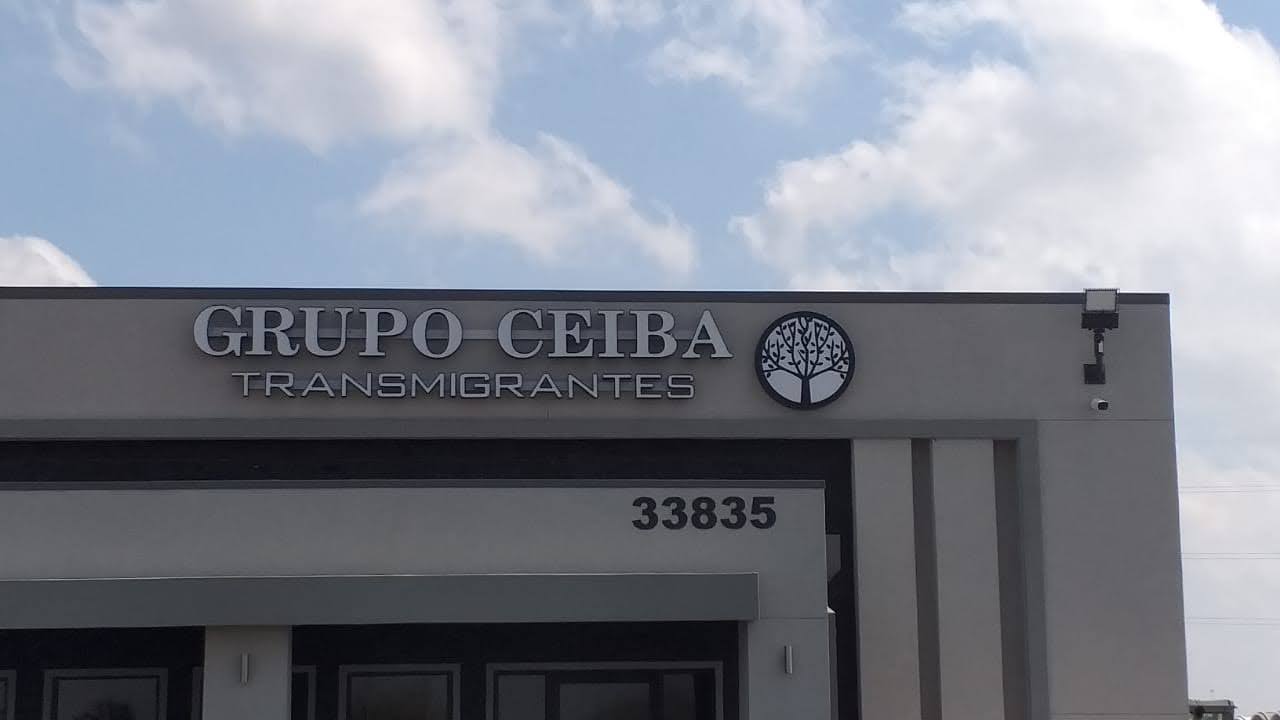 GRUPO CEIBA
TRANSMIGRANTES
33835